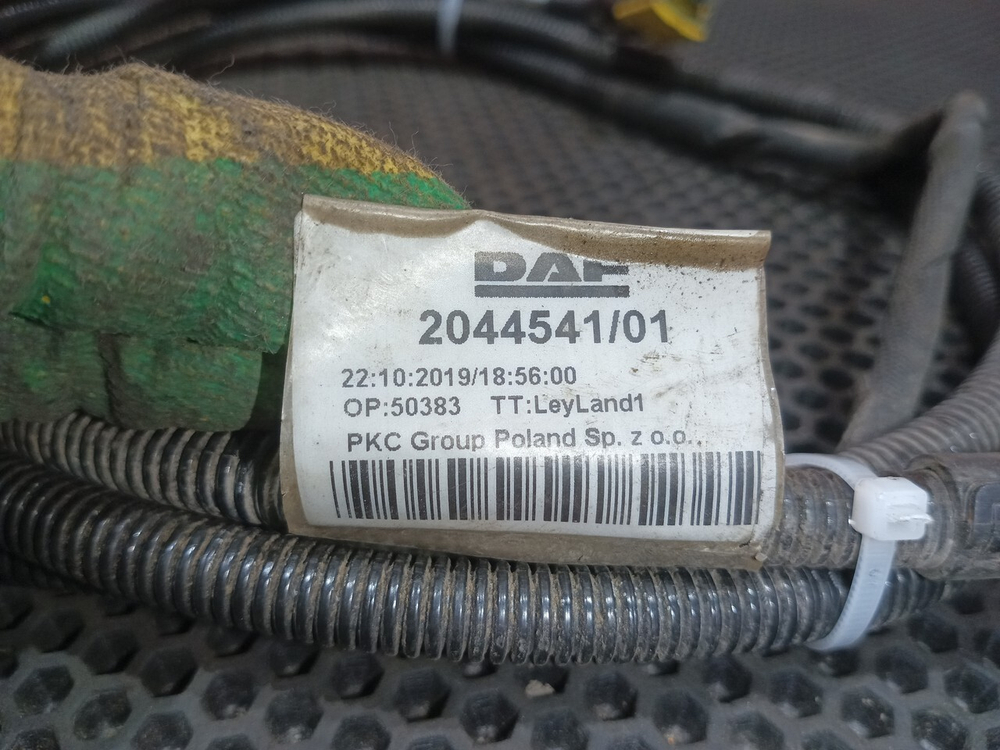 DAF
2044541/01
22:10:2019/18:56:00
OP:50383 TT:LeyLand1
PKC Group Poland Sp. z o.o..